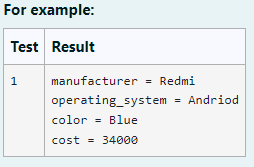 For example:
Test Result
1 manufacturer = Redmi
operating_system = Andriod
color = Blue
cost = 34000